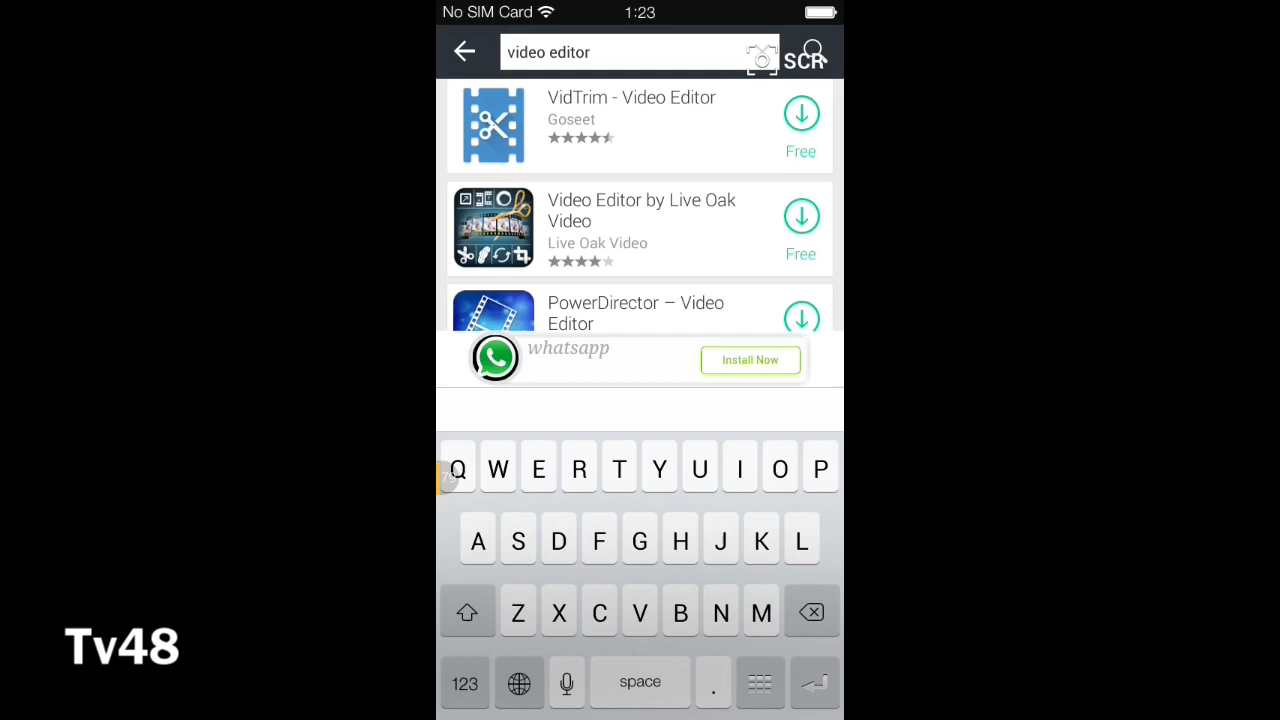 No SIM Card 1:23
video editor SCR
VidTrim - Video Editor
Goseet
Free
Video Editor by Live Oak
Video
Live Oak Video
Free
PowerDirector – Video
Editor
whatsapp
Install Now
Q W E R T Y U I O P
A S D F G H J K L
Z X C V B N M
Tv48
123 space .